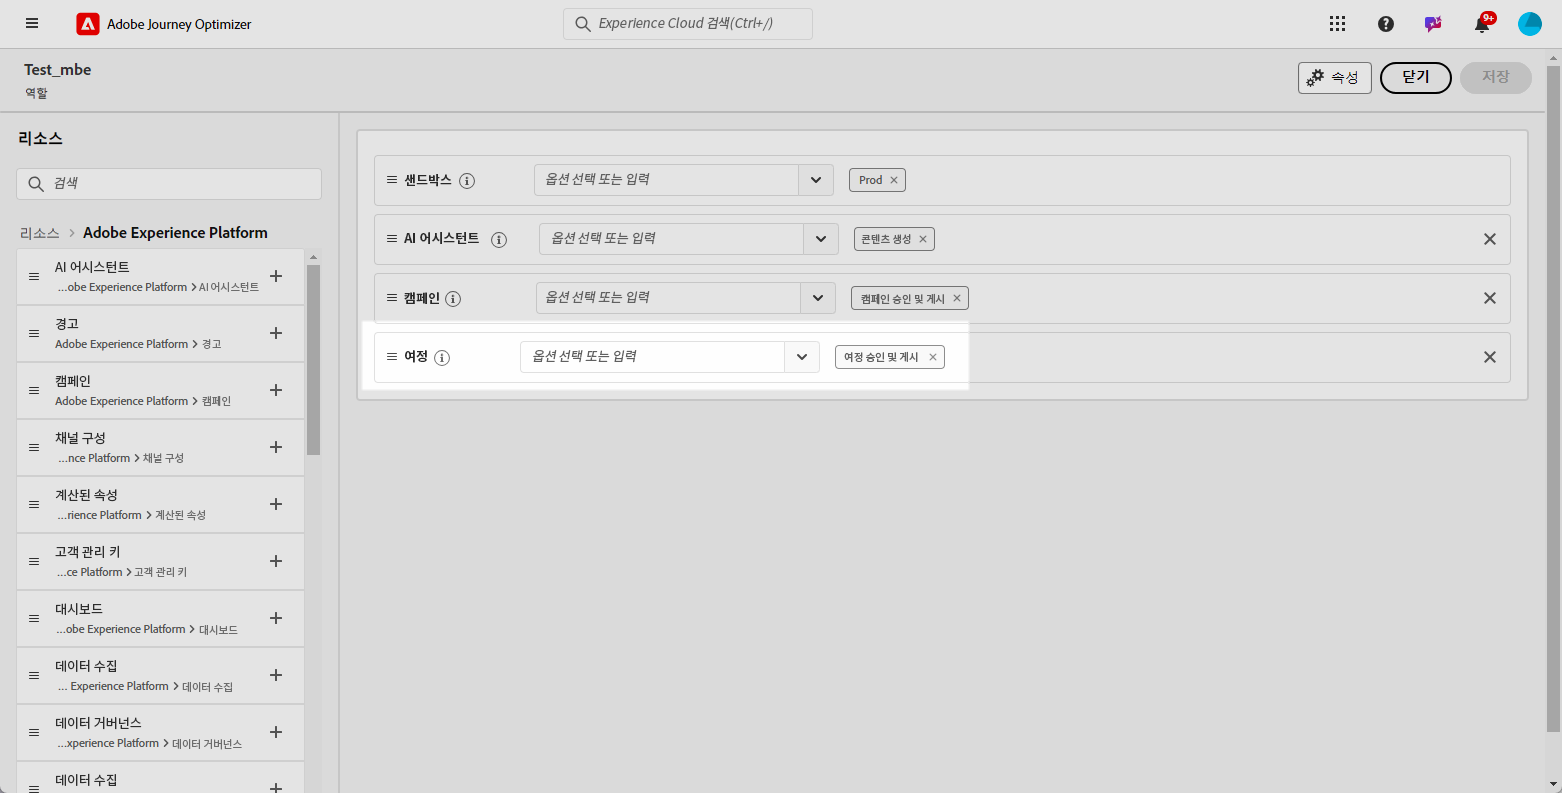 Adobe Journey Optimizer
Experience Cloud 검색(Ctrl+/)
9+
Test_mbe
역할
속성
닫기
저장
리소스
검색
리소스 > Adobe Experience Platform
AI 어시스턴트
...obe Experience Platform > AI 어시스턴트
경고
Adobe Experience Platform > 경고
캠페인
Adobe Experience Platform > 캠페인
채널 구성
...nce Platform > 채널 구성
계산된 속성
...rience Platform > 계산된 속성
고객 관리 키
...ce Platform > 고객 관리 키
대시보드
...obe Experience Platform > 대시보드
데이터 수집
... Experience Platform > 데이터 수집
데이터 거버넌스
...xperience Platform > 데이터 거버넌스
데이터 수집
샌드박스 옵션 선택 또는 입력 Prod
AI 어시스턴트 옵션 선택 또는 입력 콘텐츠 생성
캠페인 옵션 선택 또는 입력 캠페인 승인 및 게시
여정 옵션 선택 또는 입력 여정 승인 및 게시